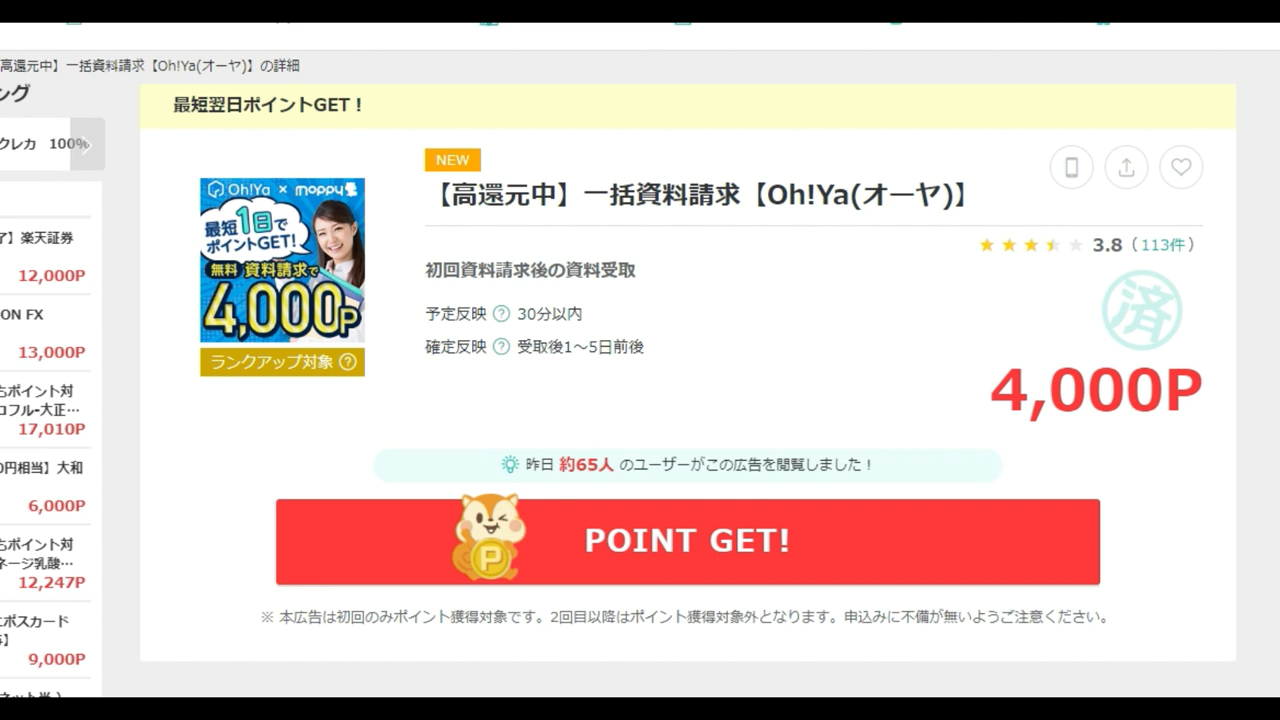 高還元中】一括資料請求【Oh!Ya(オーヤ)】の詳細
ング
クレカ 100%
最短翌日ポイントGET！
NEW
【高還元中】一括資料請求【Oh!Ya(オーヤ)】
3.8（113件）
初回資料請求後の資料受取
予定反映 ? 30分以内
確定反映 ? 受取後1〜5日前後
済
4,000P
Oh!Ya × moppy
最短1日で
ポイントGET!
無料 資料請求で
4,000P
ランクアップ対象 ?
昨日 約65人 のユーザーがこの広告を閲覧しました！
P
POINT GET!
※ 本広告は初回のみポイント獲得対象です。2回目以降はポイント獲得対象外となります。申込みに不備が無いようご注意ください。
了】楽天証券
12,000P
ON FX
13,000P
ポイント対
コフル-大正…
17,010P
0円相当】大和
6,000P
ポイント対
ネージ乳酸…
12,247P
エポスカード
9,000P